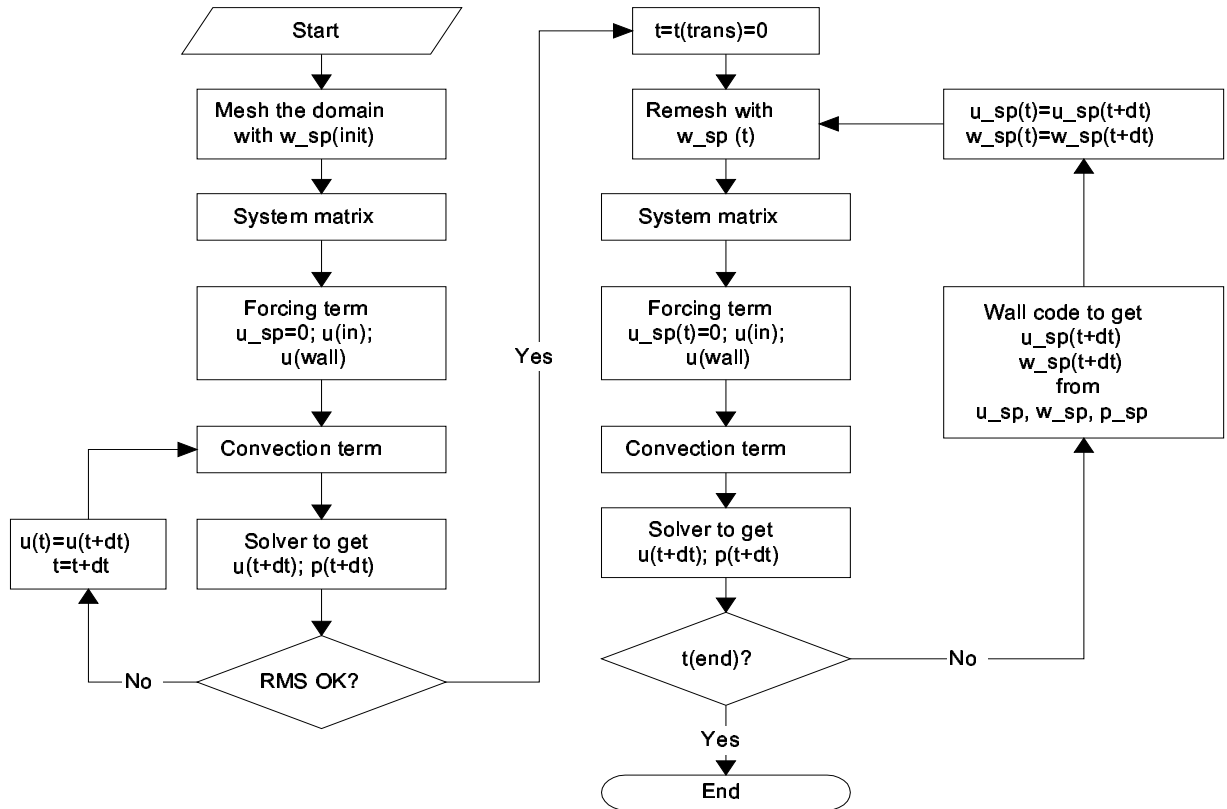 Start
Mesh the domain
with w_sp(init)
System matrix
Forcing term
u_sp=0; u(in);
u(wall)
Convection term
Solver to get
u(t+dt); p(t+dt)
RMS OK?
No
u(t)=u(t+dt)
t=t+dt
Yes
t=t(trans)=0
Remesh with
w_sp (t)
System matrix
Forcing term
u_sp(t)=0; u(in);
u(wall)
Convection term
Solver to get
u(t+dt); p(t+dt)
t(end)?
Yes
End
No
Wall code to get
u_sp(t+dt)
w_sp(t+dt)
from
u_sp, w_sp, p_sp
u_sp(t)=u_sp(t+dt)
w_sp(t)=w_sp(t+dt)